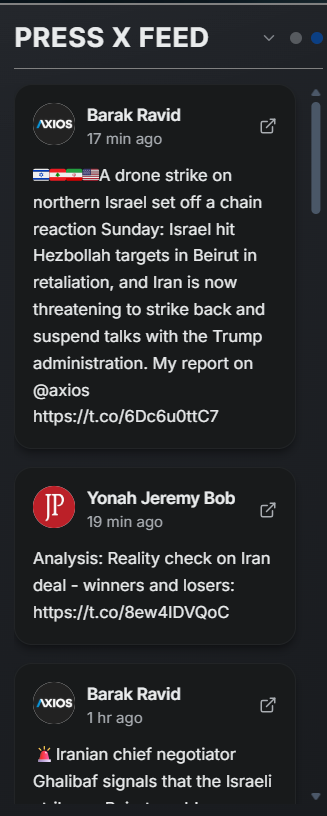 PRESS X FEED
AXIOS
Barak Ravid
17 min ago
A drone strike on
northern Israel set off a chain
reaction Sunday: Israel hit
Hezbollah targets in Beirut in
retaliation, and Iran is now
threatening to strike back and
suspend talks with the Trump
administration. My report on
@axios
https://t.co/6Dc6u0ttC7
JP
Yonah Jeremy Bob
19 min ago
Analysis: Reality check on Iran
deal - winners and losers:
https://t.co/8ew4IDVQoC
AXIOS
Barak Ravid
1 hr ago
Iranian chief negotiator
Ghalibaf signals that the Israeli